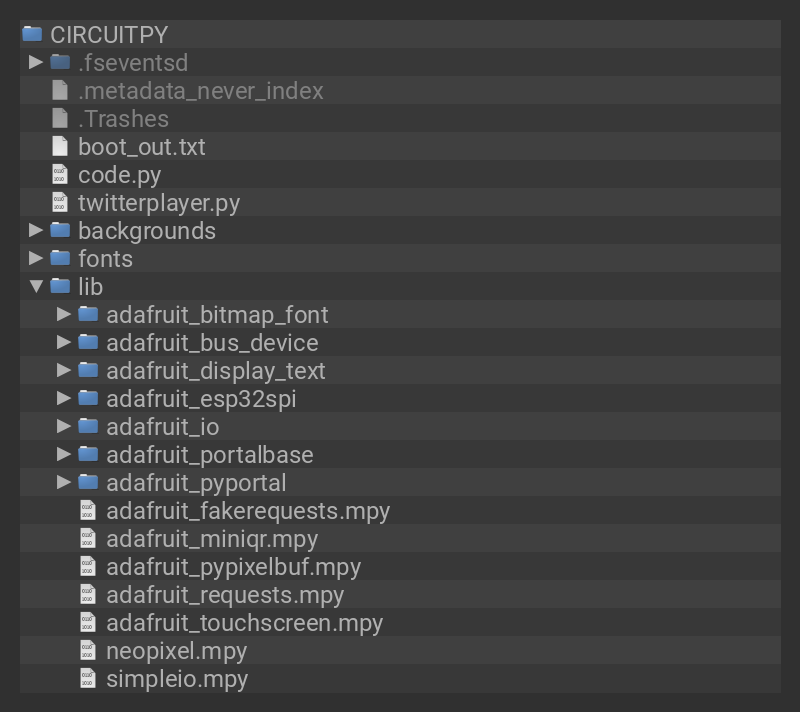 CIRCUITPY
.fseventsd
.metadata_never_index
.Trashes
boot_out.txt
code.py
twitterplayer.py
backgrounds
fonts
lib
adafruit_bitmap_font
adafruit_bus_device
adafruit_display_text
adafruit_esp32spi
adafruit_io
adafruit_portalbase
adafruit_pyportal
adafruit_fakerequests.mpy
adafruit_miniqr.mpy
adafruit_pypixelbuf.mpy
adafruit_requests.mpy
adafruit_touchscreen.mpy
neopixel.mpy
simpleio.mpy